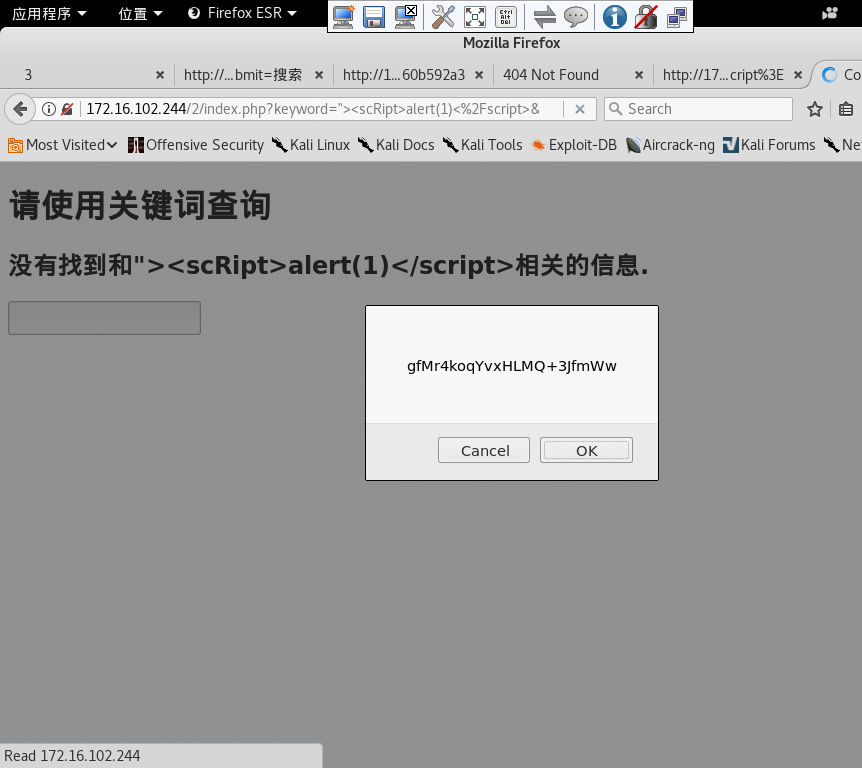 应用程序 位置 Firefox ESR
Ctrl Alt Del
Mozilla Firefox
3 http://...bmit=搜索 http://1...60b592a3 404 Not Found http://17...cript%3E Co
172.16.102.244/2/index.php?keyword="><scRipt>alert(1)<%2Fscript>& Search
Most Visited Offensive Security Kali Linux Kali Docs Kali Tools Exploit-DB Aircrack-ng Kali Forums Ne
请使用关键词查询
没有找到和"><scRipt>alert(1)</script>相关的信息.
gfMr4koqYvxHLMQ+3JfmWw
Cancel OK
Read 172.16.102.244